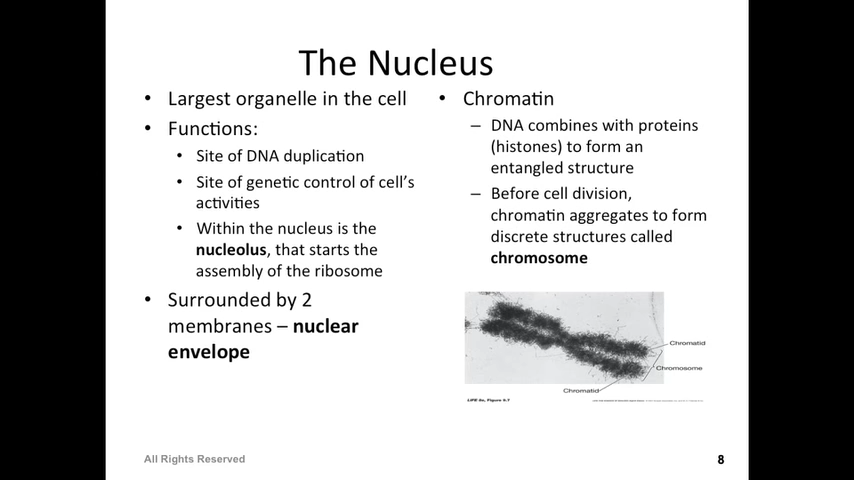 The Nucleus
• Largest organelle in the cell
• Functions:
• Site of DNA duplication
• Site of genetic control of cell's
activities
• Within the nucleus is the
nucleolus, that starts the
assembly of the ribosome
• Surrounded by 2
membranes – nuclear
envelope
• Chromatin
– DNA combines with proteins
(histones) to form an
entangled structure
– Before cell division,
chromatin aggregates to form
discrete structures called
chromosome
Chromatid
Chromosome
Chromatid
LIFE 8e, Figure 9.7
All Rights Reserved
8